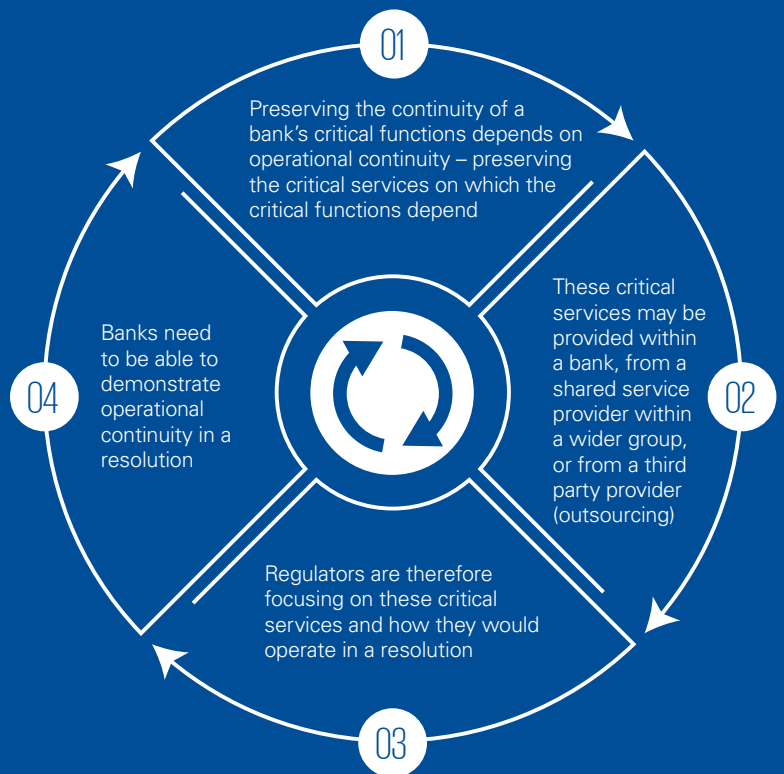 01
Preserving the continuity of a
bank’s critical functions depends on
operational continuity – preserving
the critical services on which the
critical functions depend
02
These critical
services may be
provided within
a bank, from a
shared service
provider within
a wider group,
or from a third
party provider
(outsourcing)
03
Regulators are therefore
focusing on these critical
services and how they would
operate in a resolution
04
Banks need
to be able to
demonstrate
operational
continuity in a
resolution